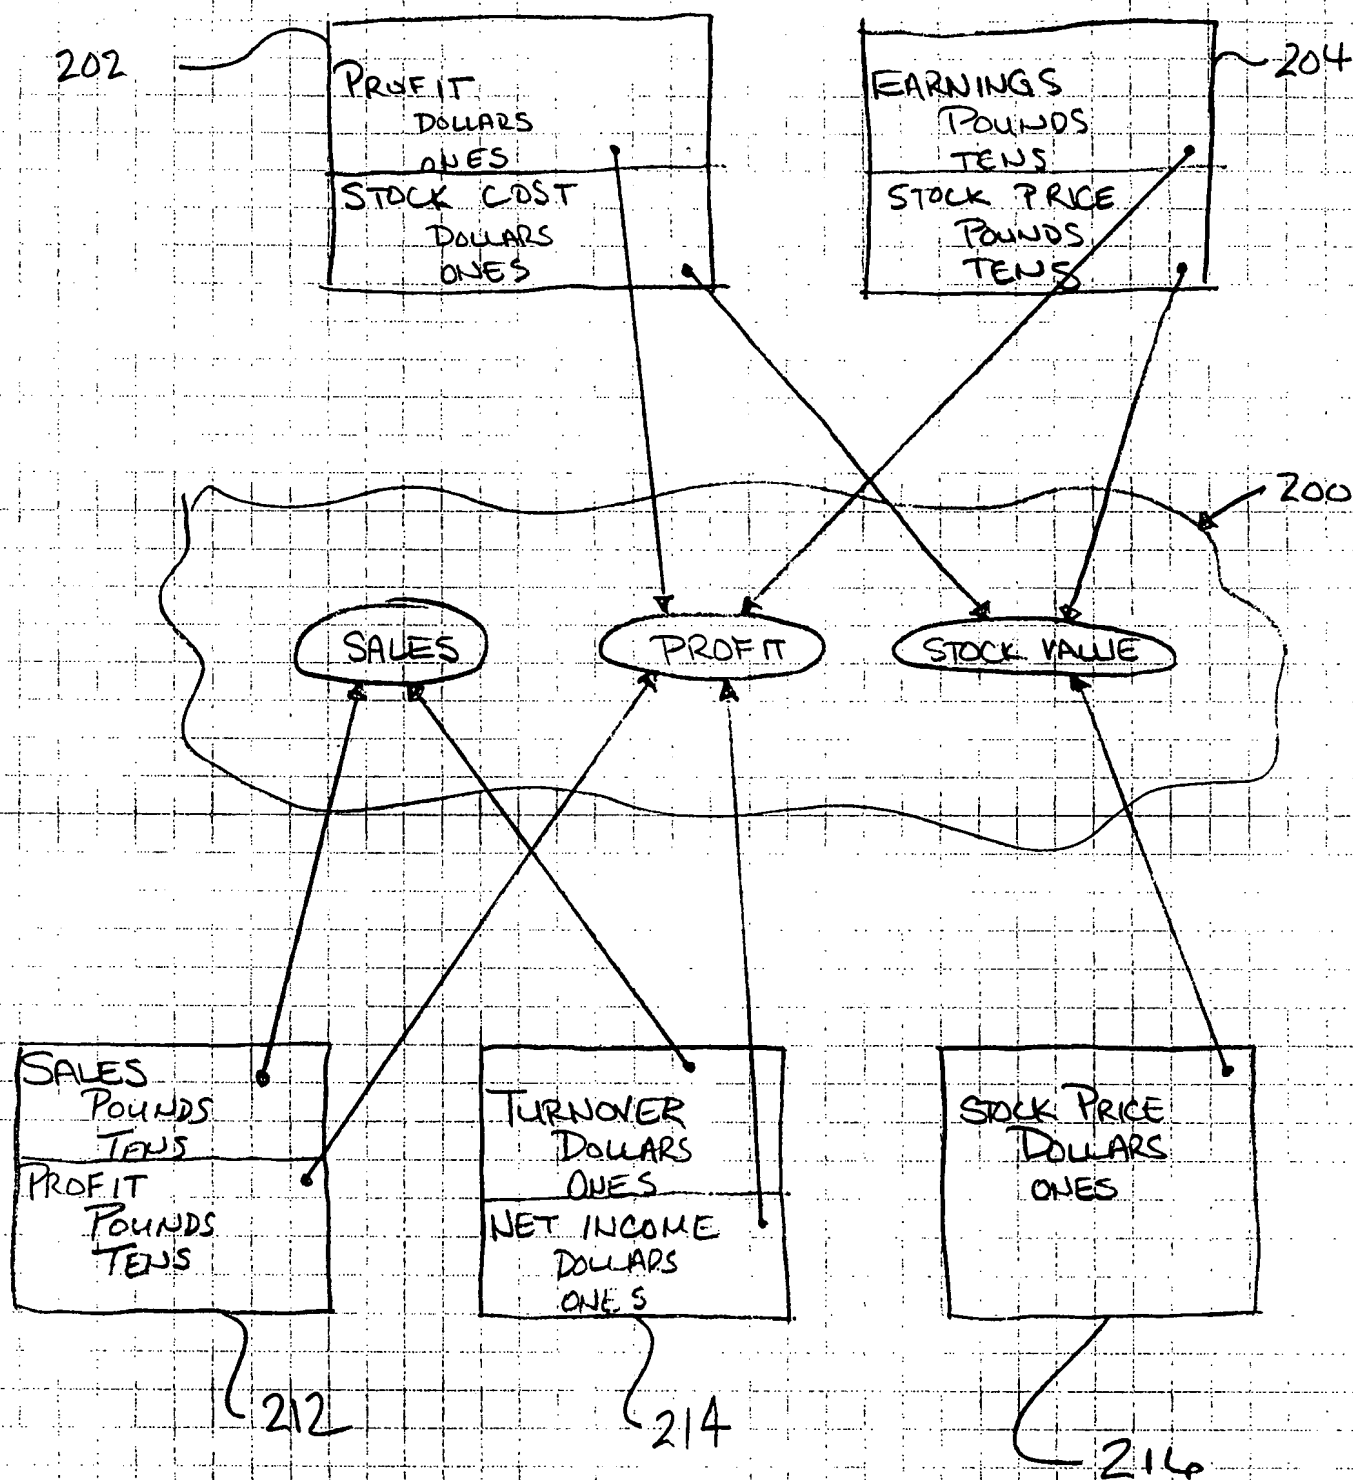 202
PROFIT
DOLLARS
ONES
STOCK COST
DOLLARS
ONES
EARNINGS
POUNDS
TENS
STOCK PRICE
POUNDS
TENS
204
200
SALES
PROFIT
STOCK VALUE
SALES
POUNDS
TENS
PROFIT
POUNDS
TENS
212
TURNOVER
DOLLARS
ONES
NET INCOME
DOLLARS
ONES
214
STOCK PRICE
DOLLARS
ONES
216